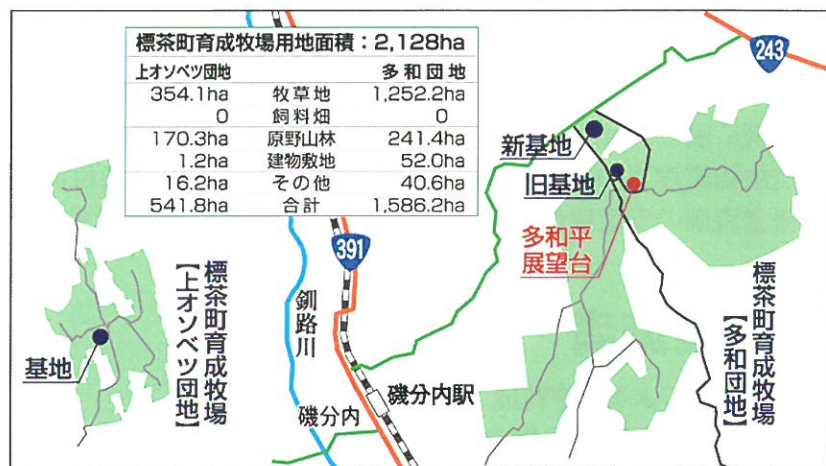 標茶町育成牧場用地面積：2,128ha
上オソベツ団地 多和団地
354.1ha 牧草地 1,252.2ha
0 飼料畑 0
170.3ha 原野山林 241.4ha
1.2ha 建物敷地 52.0ha
16.2ha その他 40.6ha
541.8ha 合計 1,586.2ha
243
新基地
旧基地
多和平
展望台
標茶町育成牧場
【多和団地】
391
釧路川
磯分内
磯分内駅
標茶町育成牧場
【上オソベツ団地】
基地